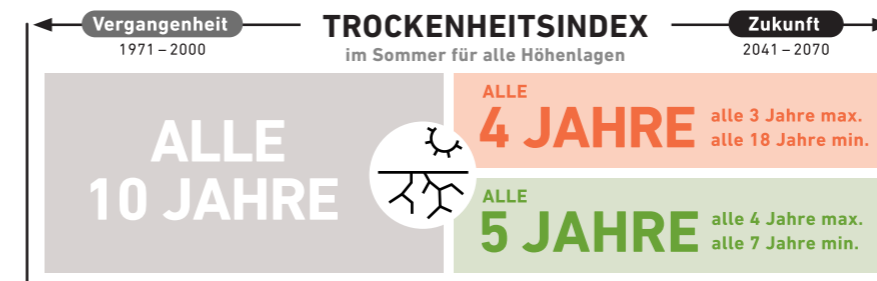 Vergangenheit
1971 – 2000
TROCKENHEITSINDEX
im Sommer für alle Höhenlagen
Zukunft
2041 – 2070
ALLE
10 JAHRE
ALLE
4 JAHRE
alle 3 Jahre max.
alle 18 Jahre min.
ALLE
5 JAHRE
alle 4 Jahre max.
alle 7 Jahre min.